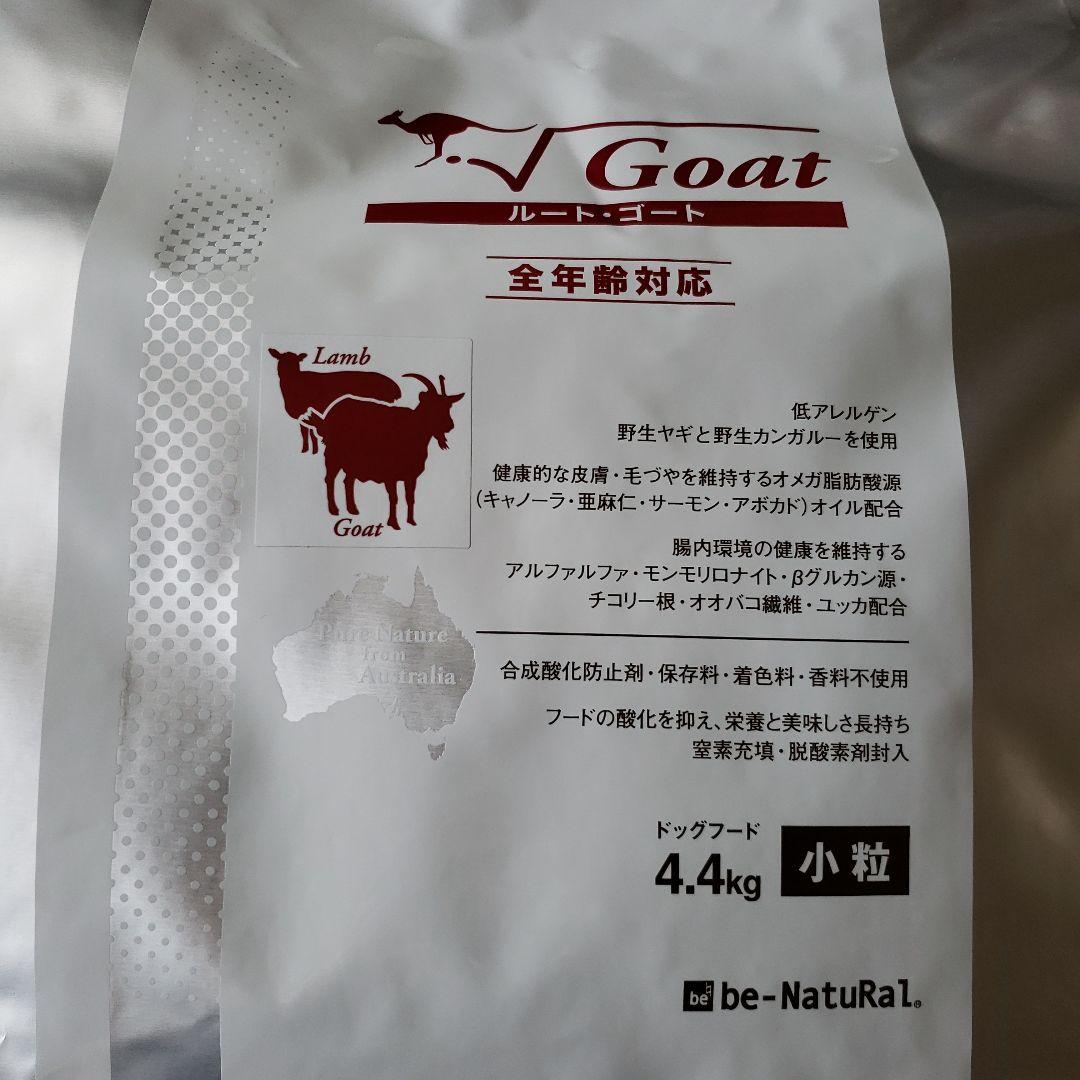 √Goat
ルート・ゴート
全年齢対応
Lamb
Goat
低アレルゲン
野生ヤギと野生カンガルーを使用
健康的な皮膚・毛づやを維持するオメガ脂肪酸源
(キャノーラ・亜麻仁・サーモン・アボカド)オイル配合
腸内環境の健康を維持する
アルファルファ・モンモリロナイト・βグルカン源・
チコリー根・オオバコ繊維・ユッカ配合
Pure Nature
from
Australia
合成酸化防止剤・保存料・着色料・香料不使用
フードの酸化を抑え、栄養と美味しさ長持ち
窒素充填・脱酸素剤封入
ドッグフード
4.4kg
小粒
be be-NatuRal®